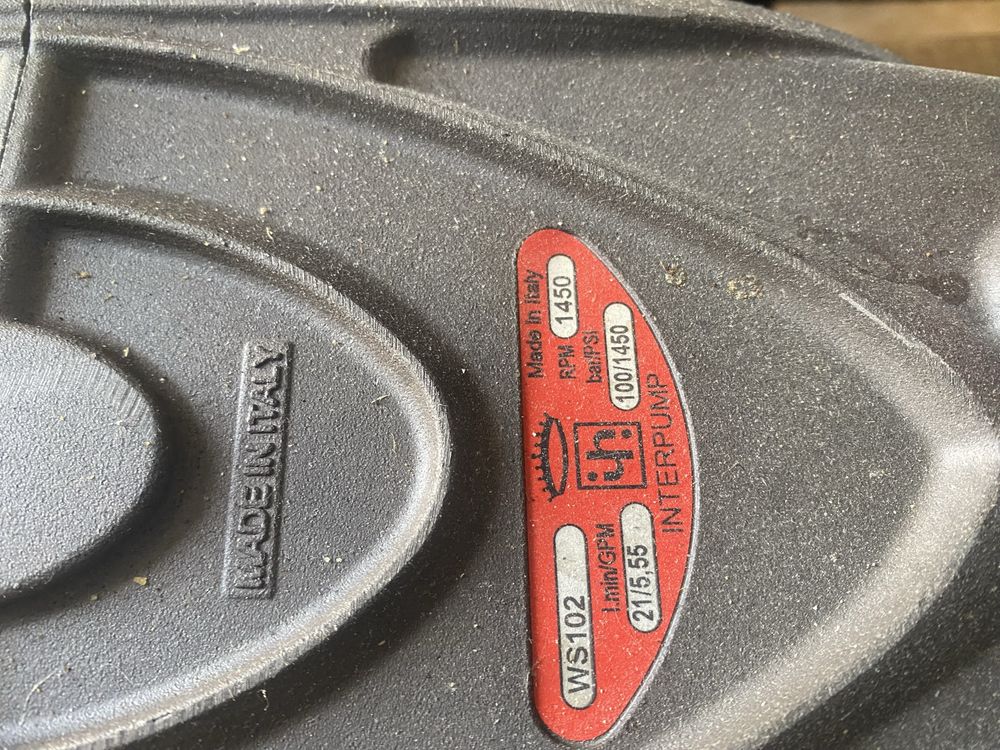 MADE IN ITALY
Made in Italy
RPM 1450
bar/PSI
100/1450
INTERPUMP
WS102
l.min/GPM
21/5,55